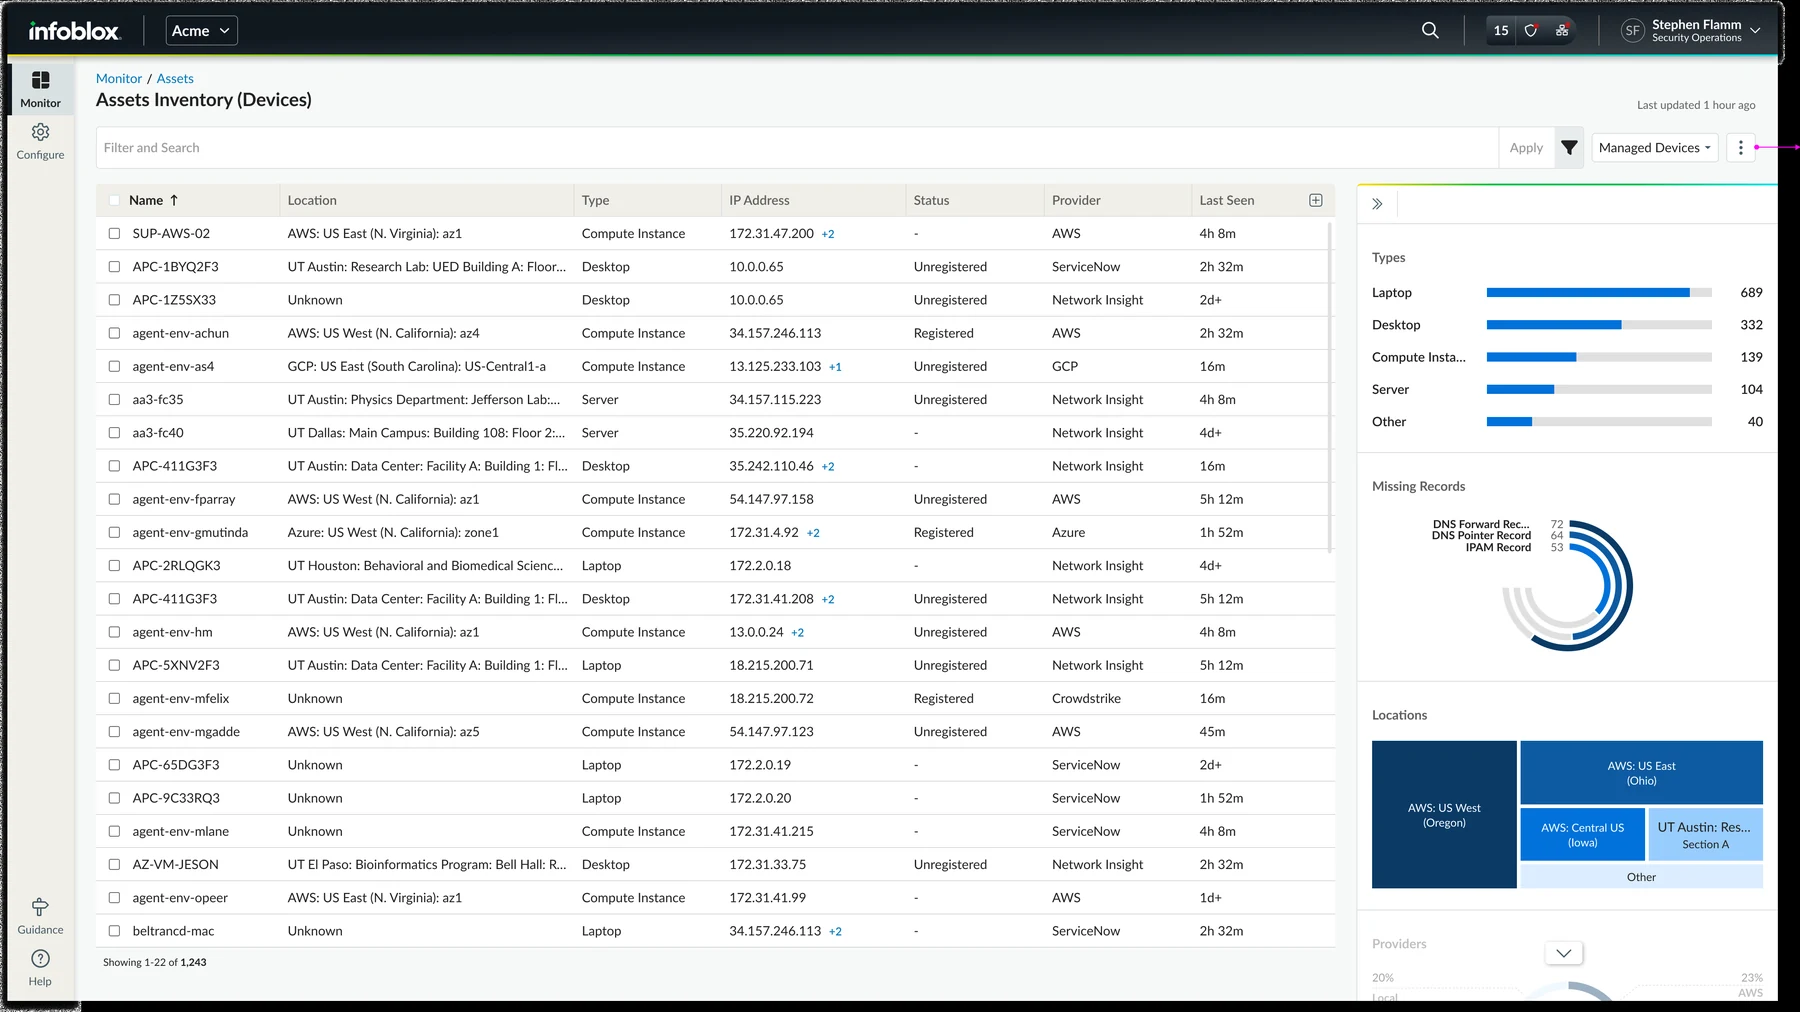 infoblox
Acme
15
SF
Stephen Flamm
Security Operations
Monitor
Configure
Guidance
Help
Monitor / Assets
Assets Inventory (Devices)
Last updated 1 hour ago
Filter and Search
Apply
Managed Devices
Name ↑ Location Type IP Address Status Provider Last Seen
SUP-AWS-02 AWS: US East (N. Virginia): az1 Compute Instance 172.31.47.200 +2 - AWS 4h 8m
APC-1BYQ2F3 UT Austin: Research Lab: UED Building A: Floor... Desktop 10.0.0.65 Unregistered ServiceNow 2h 32m
APC-1Z5SX33 Unknown Desktop 10.0.0.65 Unregistered Network Insight 2d+
agent-env-achun AWS: US West (N. California): az4 Compute Instance 34.157.246.113 Registered AWS 2h 32m
agent-env-as4 GCP: US East (South Carolina): US-Central1-a Compute Instance 13.125.233.103 +1 Unregistered GCP 16m
aa3-fc35 UT Austin: Physics Department: Jefferson Lab:... Server 34.157.115.223 Unregistered Network Insight 4h 8m
aa3-fc40 UT Dallas: Main Campus: Building 108: Floor 2:... Server 35.220.92.194 - Network Insight 4d+
APC-411G3F3 UT Austin: Data Center: Facility A: Building 1: Fl... Desktop 35.242.110.46 +2 - Network Insight 16m
agent-env-fparray AWS: US West (N. California): az1 Compute Instance 54.147.97.158 Unregistered AWS 5h 12m
agent-env-gmutinda Azure: US West (N. California): zone1 Compute Instance 172.31.4.92 +2 Registered Azure 1h 52m
APC-2RLQGK3 UT Houston: Behavioral and Biomedical Scienc... Laptop 172.2.0.18 - Network Insight 4d+
APC-411G3F3 UT Austin: Data Center: Facility A: Building 1: Fl... Desktop 172.31.41.208 +2 Unregistered Network Insight 5h 12m
agent-env-hm AWS: US West (N. California): az1 Compute Instance 13.0.0.24 +2 Unregistered AWS 4h 8m
APC-5XNV2F3 UT Austin: Data Center: Facility A: Building 1: Fl... Laptop 18.215.200.71 Unregistered Network Insight 5h 12m
agent-env-mfelix Unknown Compute Instance 18.215.200.72 Registered Crowdstrike 16m
agent-env-mgadde AWS: US West (N. California): az5 Compute Instance 54.147.97.123 Unregistered AWS 45m
APC-65DG3F3 Unknown Laptop 172.2.0.19 - ServiceNow 2d+
APC-9C33RQ3 Unknown Laptop 172.2.0.20 - ServiceNow 1h 52m
agent-env-mlane Unknown Compute Instance 172.31.41.215 - ServiceNow 4h 8m
AZ-VM-JESON UT El Paso: Bioinformatics Program: Bell Hall: R... Desktop 172.31.33.75 Unregistered Network Insight 2h 32m
agent-env-opeer AWS: US East (N. Virginia): az1 Compute Instance 172.31.41.99 - AWS 1d+
beltrancd-mac Unknown Laptop 34.157.246.113 +2 - ServiceNow 2h 32m
Showing 1-22 of 1,243
Types
Laptop 689
Desktop 332
Compute Insta... 139
Server 104
Other 40
Missing Records
DNS Forward Rec... 72
DNS Pointer Record 64
IPAM Record 53
Locations
AWS: US West
(Oregon)
AWS: US East
(Ohio)
AWS: Central US
(Iowa)
UT Austin: Res...
Section A
Other
Providers
20% 23%
Local AWS